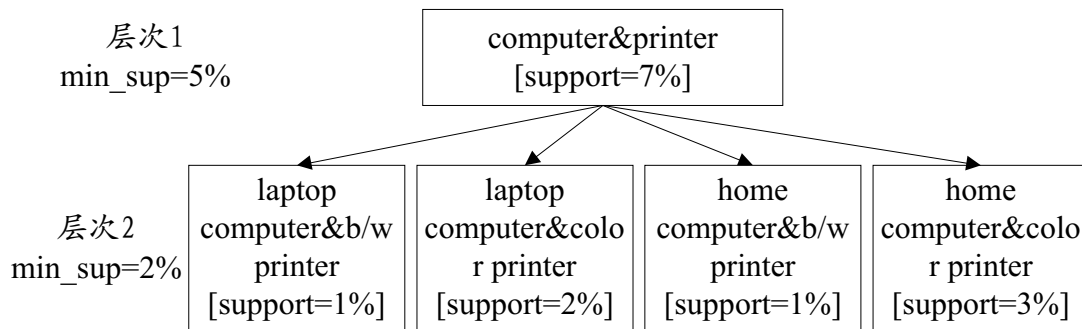 层次1
min_sup=5%
computer&printer
[support=7%]
层次2
min_sup=2%
laptop
computer&b/w
printer
[support=1%]
laptop
computer&colo
r printer
[support=2%]
home
computer&b/w
printer
[support=1%]
home
computer&colo
r printer
[support=3%]